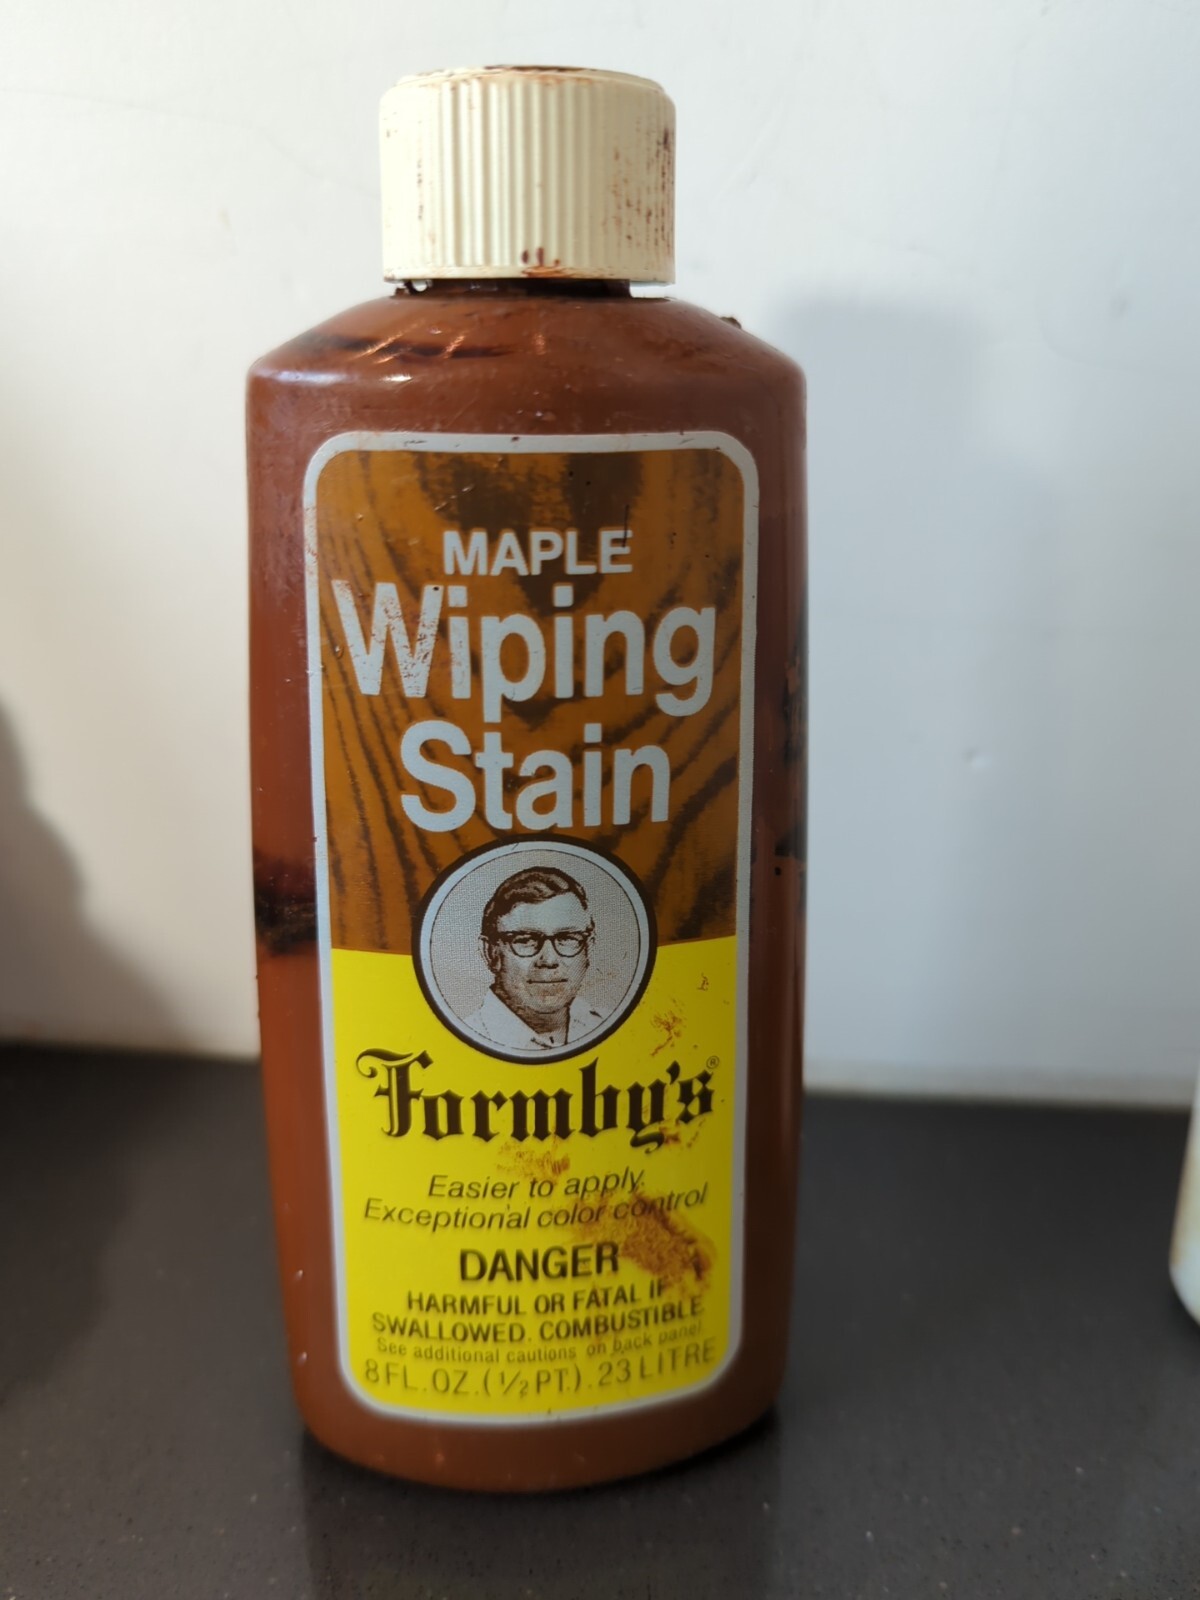 MAPLE
Wiping
Stain
Formby's®
Easier to apply.
Exceptional color control
DANGER
HARMFUL OR FATAL IF
SWALLOWED. COMBUSTIBLE
See additional cautions on back panel
8 FL. OZ. (½ PT.) .23 LITRE